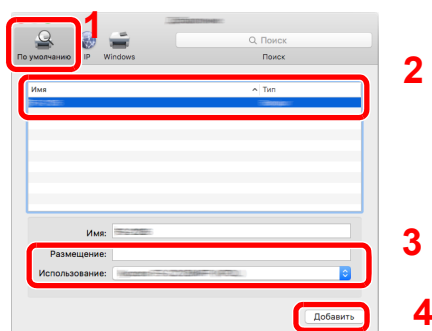 1
Поиск
По умолчанию IP Windows Поиск
2
Имя Тип
Имя:
3
Размещение:
Использование:
Добавить
4